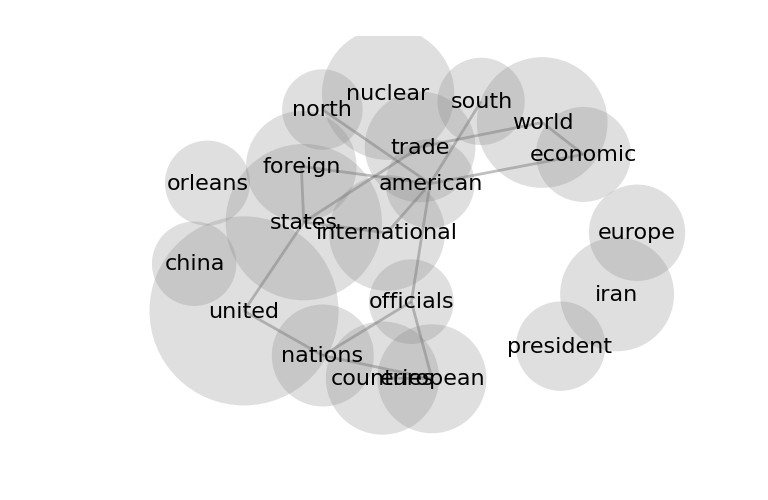 nuclear
south
north
world
trade
economic
foreign
orleans
american
states
international
europe
china
iran
officials
united
president
nations
countries
european